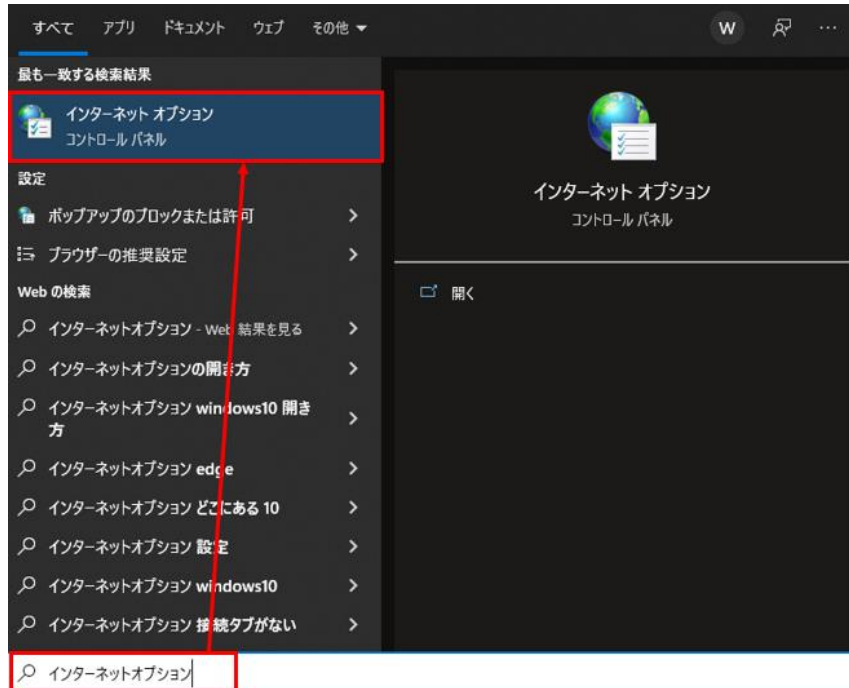 すべて アプリ ドキュメント ウェブ その他 W
最も一致する検索結果
インターネット オプション
コントロール パネル
設定
ポップアップのブロックまたは許可
ブラウザーの推奨設定
Web の検索
インターネットオプション - Web 結果を見る
インターネットオプションの開き方
インターネットオプション windows10 開き
方
インターネットオプション edge
インターネットオプション どこにある 10
インターネットオプション 設定
インターネットオプション windows10
インターネットオプション 接続タブがない
インターネットオプション
インターネット オプション
コントロール パネル
開く